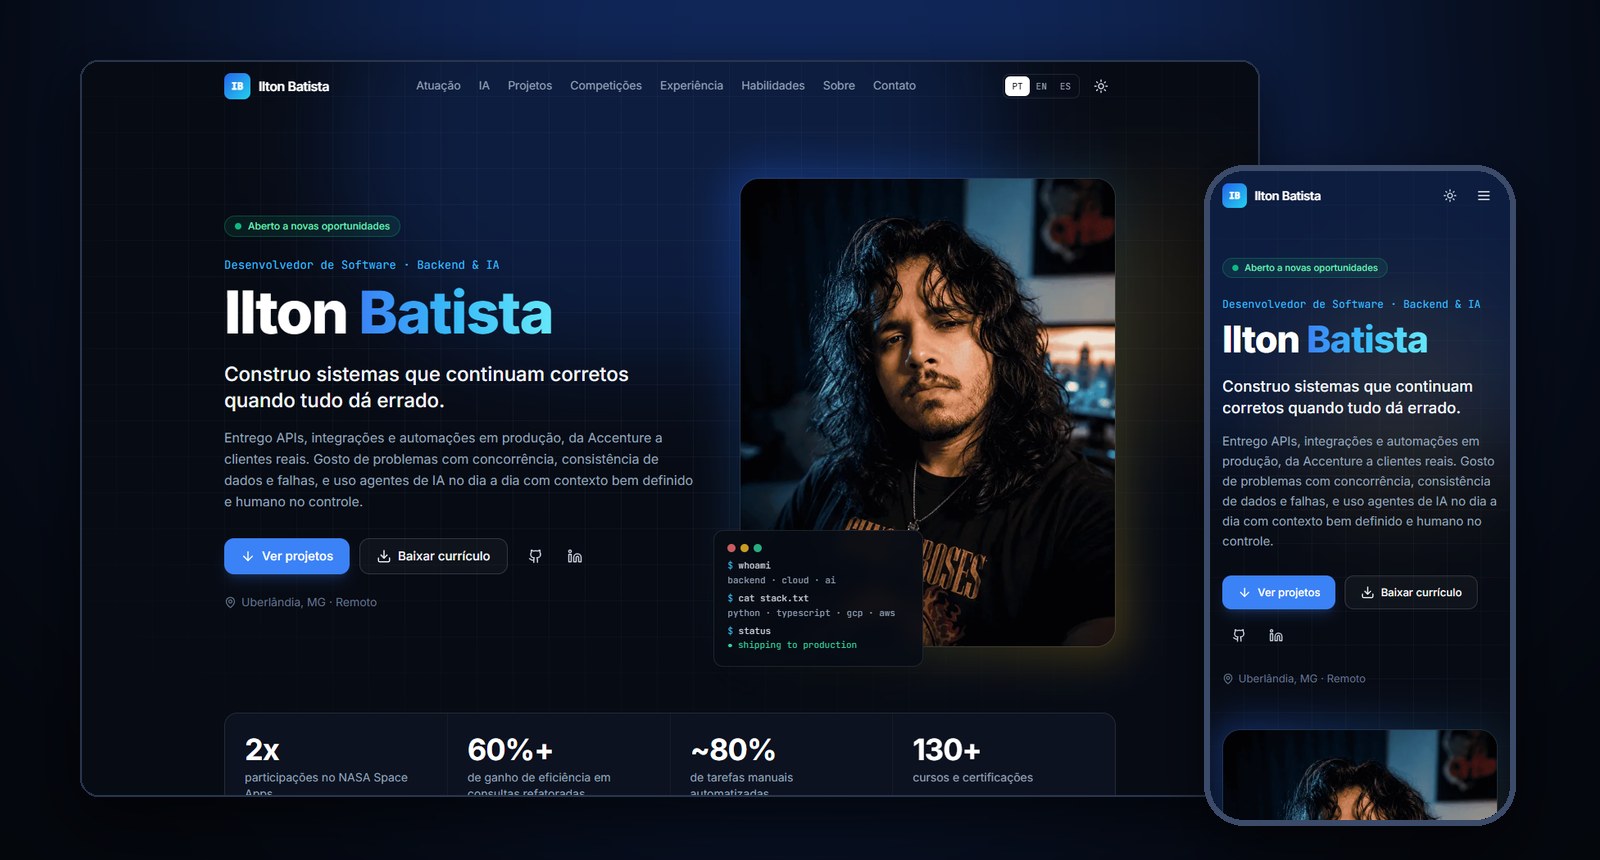 IB Ilton Batista
Atuação IA Projetos Competições Experiência Habilidades Sobre Contato
PT EN ES
Aberto a novas oportunidades
Desenvolvedor de Software · Backend & IA
Ilton Batista
Construo sistemas que continuam corretos
quando tudo dá errado.
Entrego APIs, integrações e automações em produção, da Accenture a
clientes reais. Gosto de problemas com concorrência, consistência de
dados e falhas, e uso agentes de IA no dia a dia com contexto bem definido
e humano no controle.
Ver projetos
Baixar currículo
Uberlândia, MG · Remoto
ROSES
$ whoami
backend · cloud · ai
$ cat stack.txt
python · typescript · gcp · aws
$ status
• shipping to production
2x
participações no NASA Space
Apps
60%+
de ganho de eficiência em
consultas refatoradas
~80%
de tarefas manuais
automatizadas
130+
cursos e certificações
IB Ilton Batista
Aberto a novas oportunidades
Desenvolvedor de Software · Backend & IA
Ilton Batista
Construo sistemas que continuam
corretos quando tudo dá errado.
Entrego APIs, integrações e automações em
produção, da Accenture a clientes reais. Gosto
de problemas com concorrência, consistência
de dados e falhas, e uso agentes de IA no dia a
dia com contexto bem definido e humano no
controle.
Ver projetos
Baixar currículo
Uberlândia, MG · Remoto